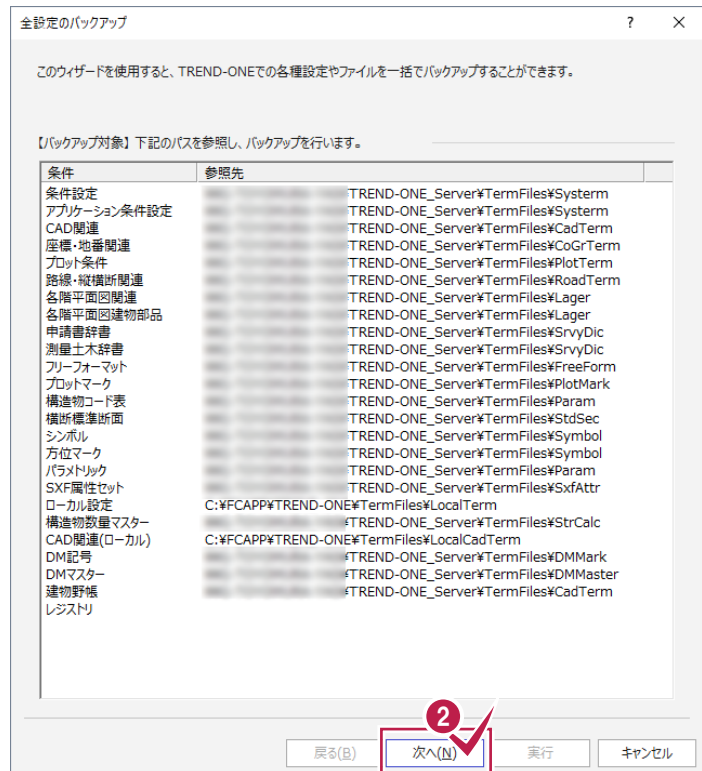 全設定のバックアップ ? ×
このウィザードを使用すると、TREND-ONEでの各種設定やファイルを一括でバックアップすることができます。
【バックアップ対象】 下記のパスを参照し、バックアップを行います。
条件 参照先
条件設定 TREND-ONE_Server¥TermFiles¥Systerm
アプリケーション条件設定 TREND-ONE_Server¥TermFiles¥Systerm
CAD関連 TREND-ONE_Server¥TermFiles¥CadTerm
座標・地番関連 TREND-ONE_Server¥TermFiles¥CoGrTerm
プロット条件 TREND-ONE_Server¥TermFiles¥PlotTerm
路線・縦横断関連 TREND-ONE_Server¥TermFiles¥RoadTerm
各階平面図関連 TREND-ONE_Server¥TermFiles¥Lager
各階平面図建物部品 TREND-ONE_Server¥TermFiles¥Lager
申請書辞書 TREND-ONE_Server¥TermFiles¥SrvyDic
測量土木辞書 TREND-ONE_Server¥TermFiles¥SrvyDic
フリーフォーマット TREND-ONE_Server¥TermFiles¥FreeForm
プロットマーク TREND-ONE_Server¥TermFiles¥PlotMark
構造物コード表 TREND-ONE_Server¥TermFiles¥Param
横断標準断面 TREND-ONE_Server¥TermFiles¥StdSec
シンボル TREND-ONE_Server¥TermFiles¥Symbol
方位マーク TREND-ONE_Server¥TermFiles¥Symbol
パラメトリック TREND-ONE_Server¥TermFiles¥Param
SXF属性セット TREND-ONE_Server¥TermFiles¥SxfAttr
ローカル設定 C:¥FCAPP¥TREND-ONE¥TermFiles¥LocalTerm
構造物数量マスター ¥TREND-ONE_Server¥TermFiles¥StrCalc
CAD関連(ローカル) C:¥FCAPP¥TREND-ONE¥TermFiles¥LocalCadTerm
DM記号 ¥TREND-ONE_Server¥TermFiles¥DMMark
DMマスター ¥TREND-ONE_Server¥TermFiles¥DMMaster
建物野帳 ¥TREND-ONE_Server¥TermFiles¥CadTerm
レジストリ
2
戻る(B) 次へ(N) 実行 キャンセル